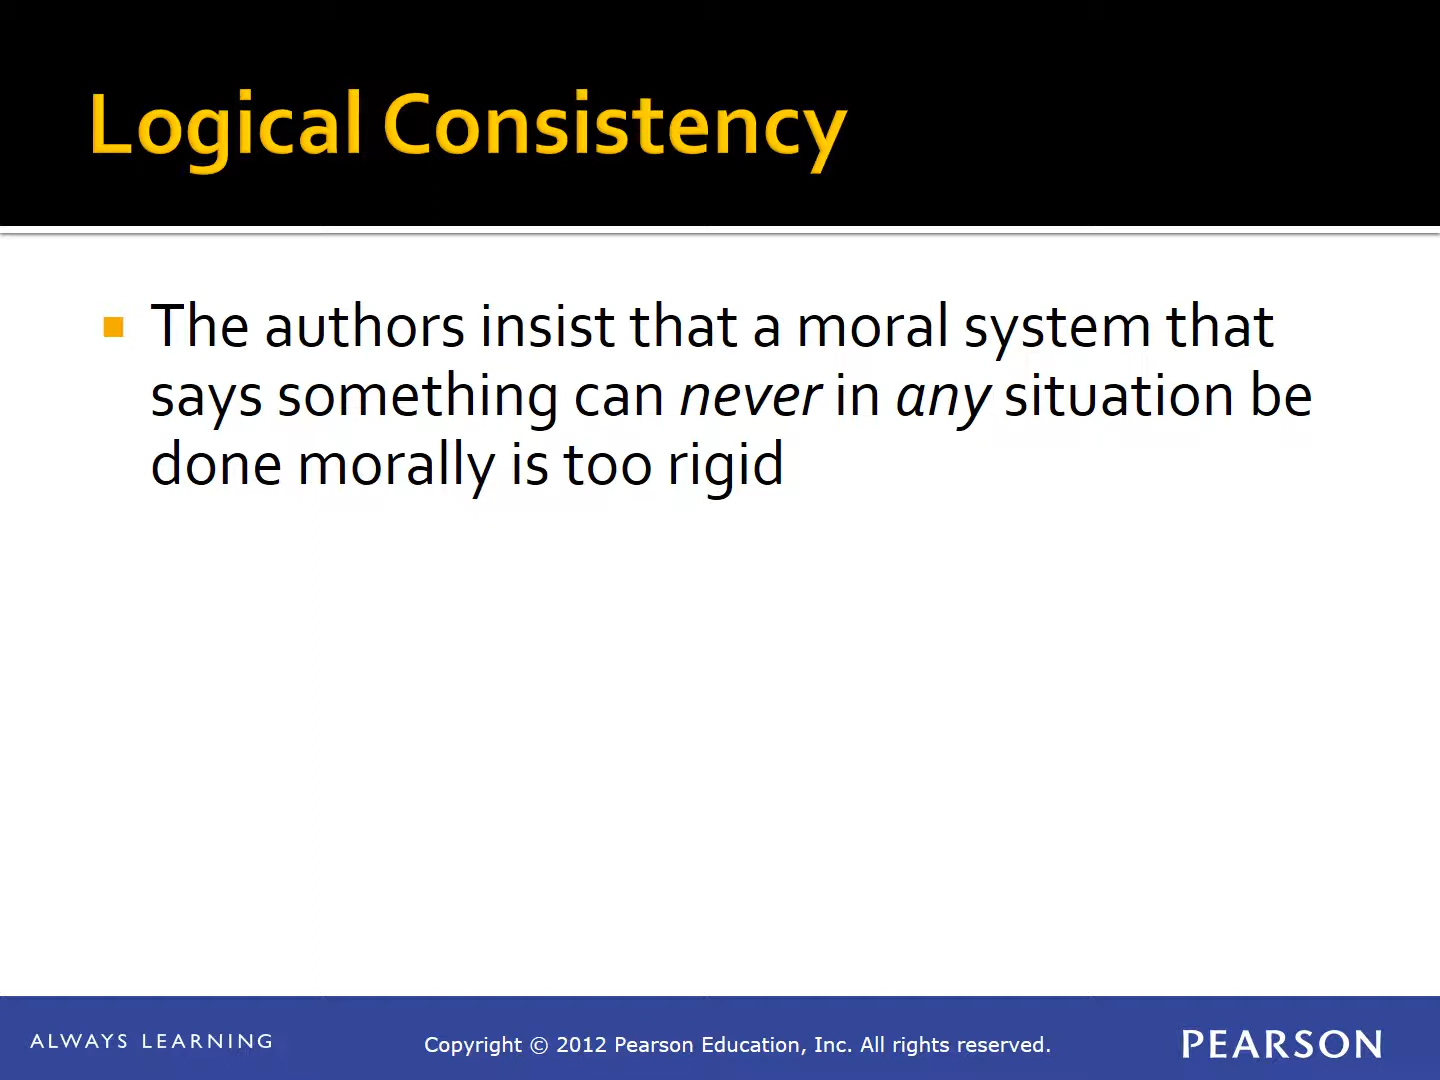 Logical Consistency
The authors insist that a moral system that
says something can never in any situation be
done morally is too rigid
ALWAYS LEARNING
Copyright © 2012 Pearson Education, Inc. All rights reserved.
PEARSON